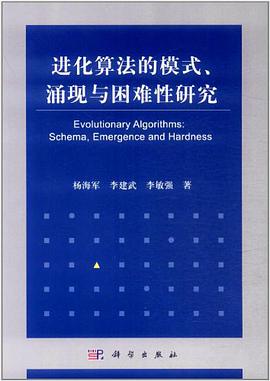 进化算法的模式、
涌现与困难性研究
Evolutionary Algorithms:
Schema, Emergence and Hardness
杨海军 李建武 李敏强 著
科学出版社